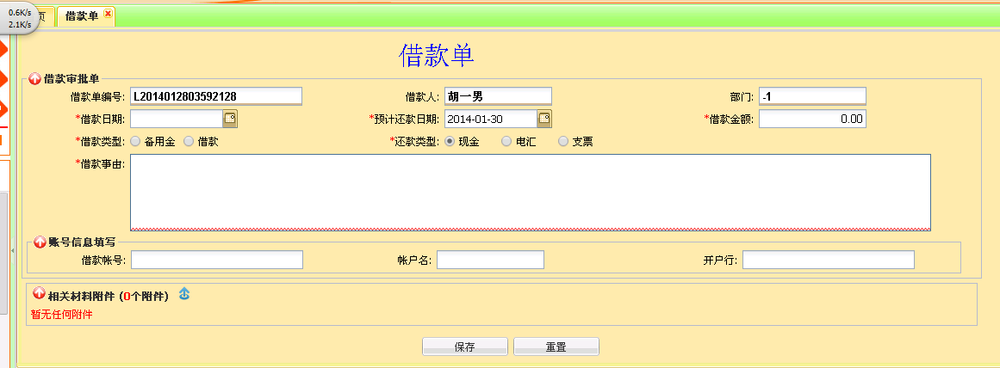 0.6K/s
2.1K/s
页 借款单
借款单
借款审批单
借款单编号: L2014012803592128 借款人: 胡一男 部门: -1
*借款日期: *预计还款日期: 2014-01-30 *借款金额: 0.00
*借款类型: 备用金 借款 *还款类型: 现金 电汇 支票
*借款事由:
账号信息填写
借款帐号: 帐户名: 开户行:
相关材料附件 (0个附件)
暂无任何附件
保存 重置